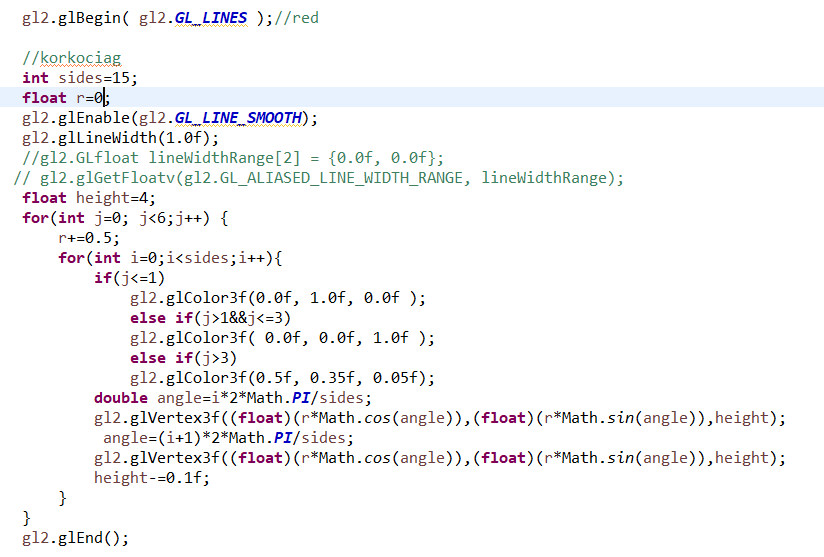 gl2.glBegin( gl2.GL_LINES );//red
//korkociag
int sides=15;
float r=0;
gl2.glEnable(gl2.GL_LINE_SMOOTH);
gl2.glLineWidth(1.0f);
//gl2.GLfloat lineWidthRange[2] = {0.0f, 0.0f};
// gl2.glGetFloatv(gl2.GL_ALIASED_LINE_WIDTH_RANGE, lineWidthRange);
float height=4;
for(int j=0; j<6;j++) {
r+=0.5;
for(int i=0;i<sides;i++){
if(j<=1)
gl2.glColor3f(0.0f, 1.0f, 0.0f );
else if(j>1&&j<=3)
gl2.glColor3f( 0.0f, 0.0f, 1.0f );
else if(j>3)
gl2.glColor3f(0.5f, 0.35f, 0.05f);
double angle=i*2*Math.PI/sides;
gl2.glVertex3f((float)(r*Math.cos(angle)),(float)(r*Math.sin(angle)),height);
angle=(i+1)*2*Math.PI/sides;
gl2.glVertex3f((float)(r*Math.cos(angle)),(float)(r*Math.sin(angle)),height);
height-=0.1f;
}
}
gl2.glEnd();